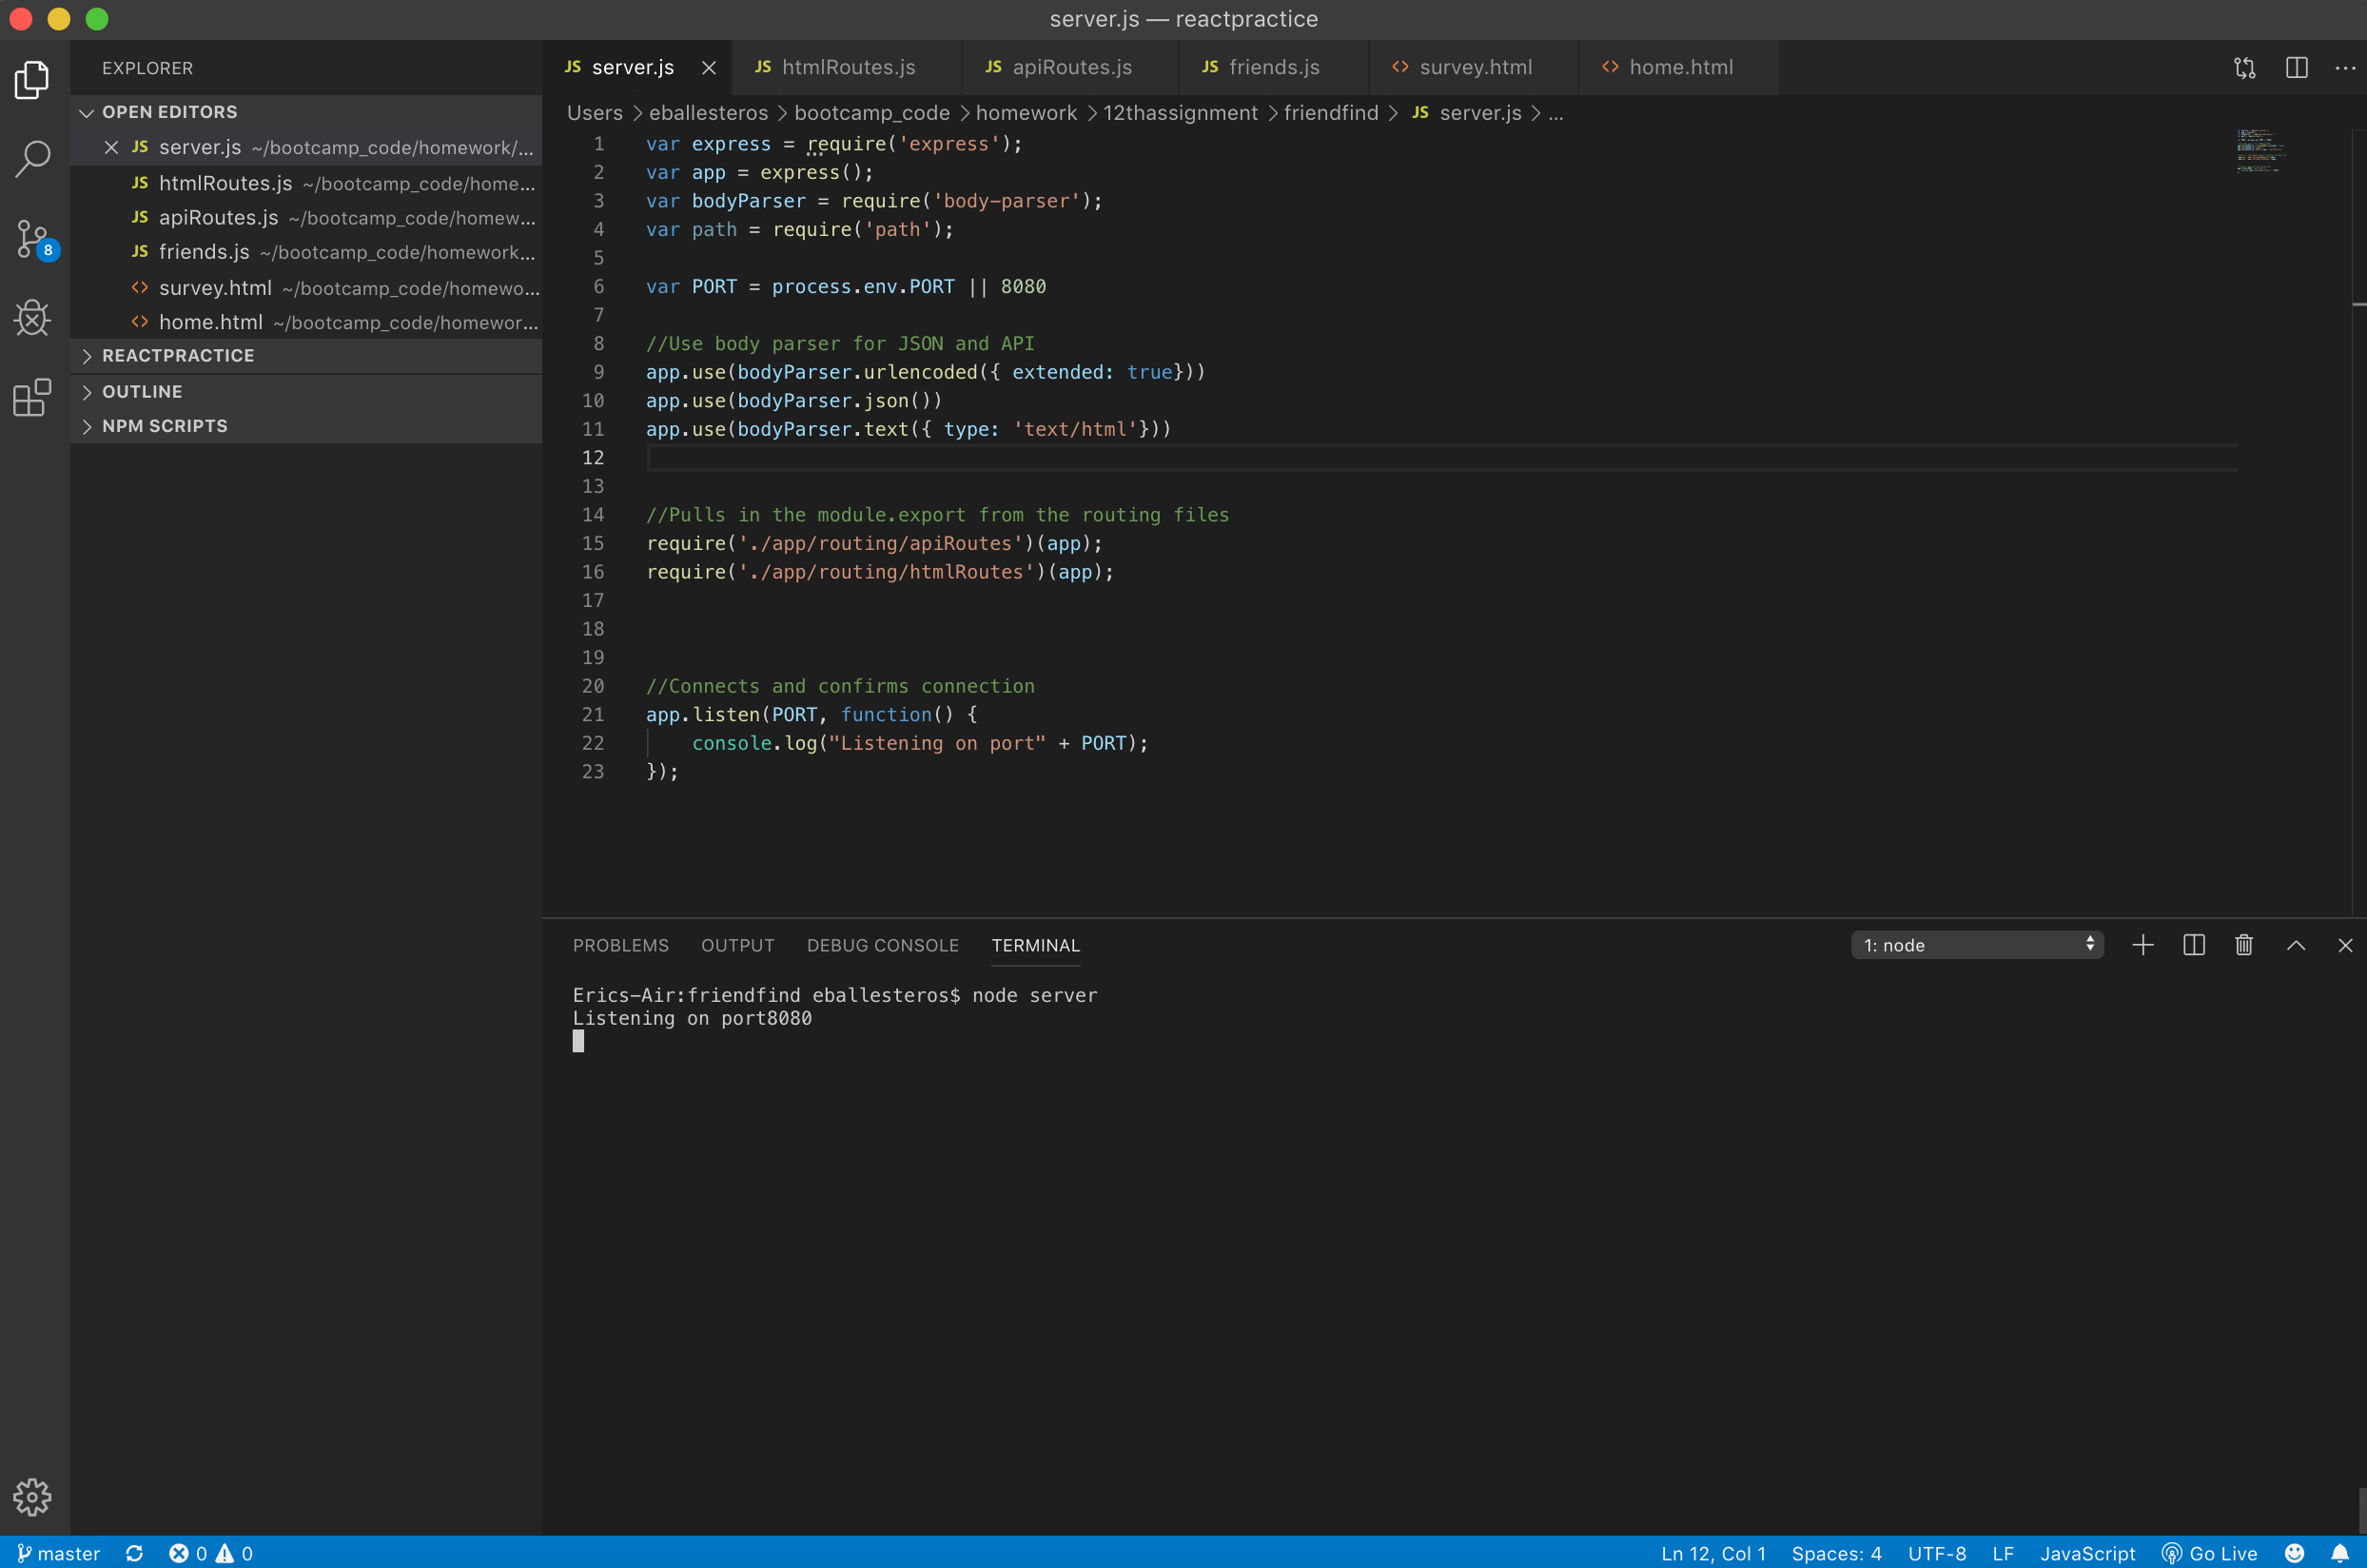 server.js — reactpractice
EXPLORER
OPEN EDITORS
JS server.js ~/bootcamp_code/homework/...
JS htmlRoutes.js ~/bootcamp_code/home...
JS apiRoutes.js ~/bootcamp_code/homew...
JS friends.js ~/bootcamp_code/homework...
<> survey.html ~/bootcamp_code/homewo...
<> home.html ~/bootcamp_code/homewor...
REACTPRACTICE
OUTLINE
NPM SCRIPTS
8
JS server.js JS htmlRoutes.js JS apiRoutes.js JS friends.js <> survey.html <> home.html
Users > eballesteros > bootcamp_code > homework > 12thassignment > friendfind > JS server.js > ...
1 var express = require('express');
2 var app = express();
3 var bodyParser = require('body-parser');
4 var path = require('path');
5
6 var PORT = process.env.PORT || 8080
7
8 //Use body parser for JSON and API
9 app.use(bodyParser.urlencoded({ extended: true}))
10 app.use(bodyParser.json())
11 app.use(bodyParser.text({ type: 'text/html'}))
12
13
14 //Pulls in the module.export from the routing files
15 require('./app/routing/apiRoutes')(app);
16 require('./app/routing/htmlRoutes')(app);
17
18
19
20 //Connects and confirms connection
21 app.listen(PORT, function() {
22 console.log("Listening on port" + PORT);
23 });
PROBLEMS OUTPUT DEBUG CONSOLE TERMINAL 1: node
Erics-Air:friendfind eballesteros$ node server
Listening on port8080
master 0 0 Ln 12, Col 1 Spaces: 4 UTF-8 LF JavaScript Go Live